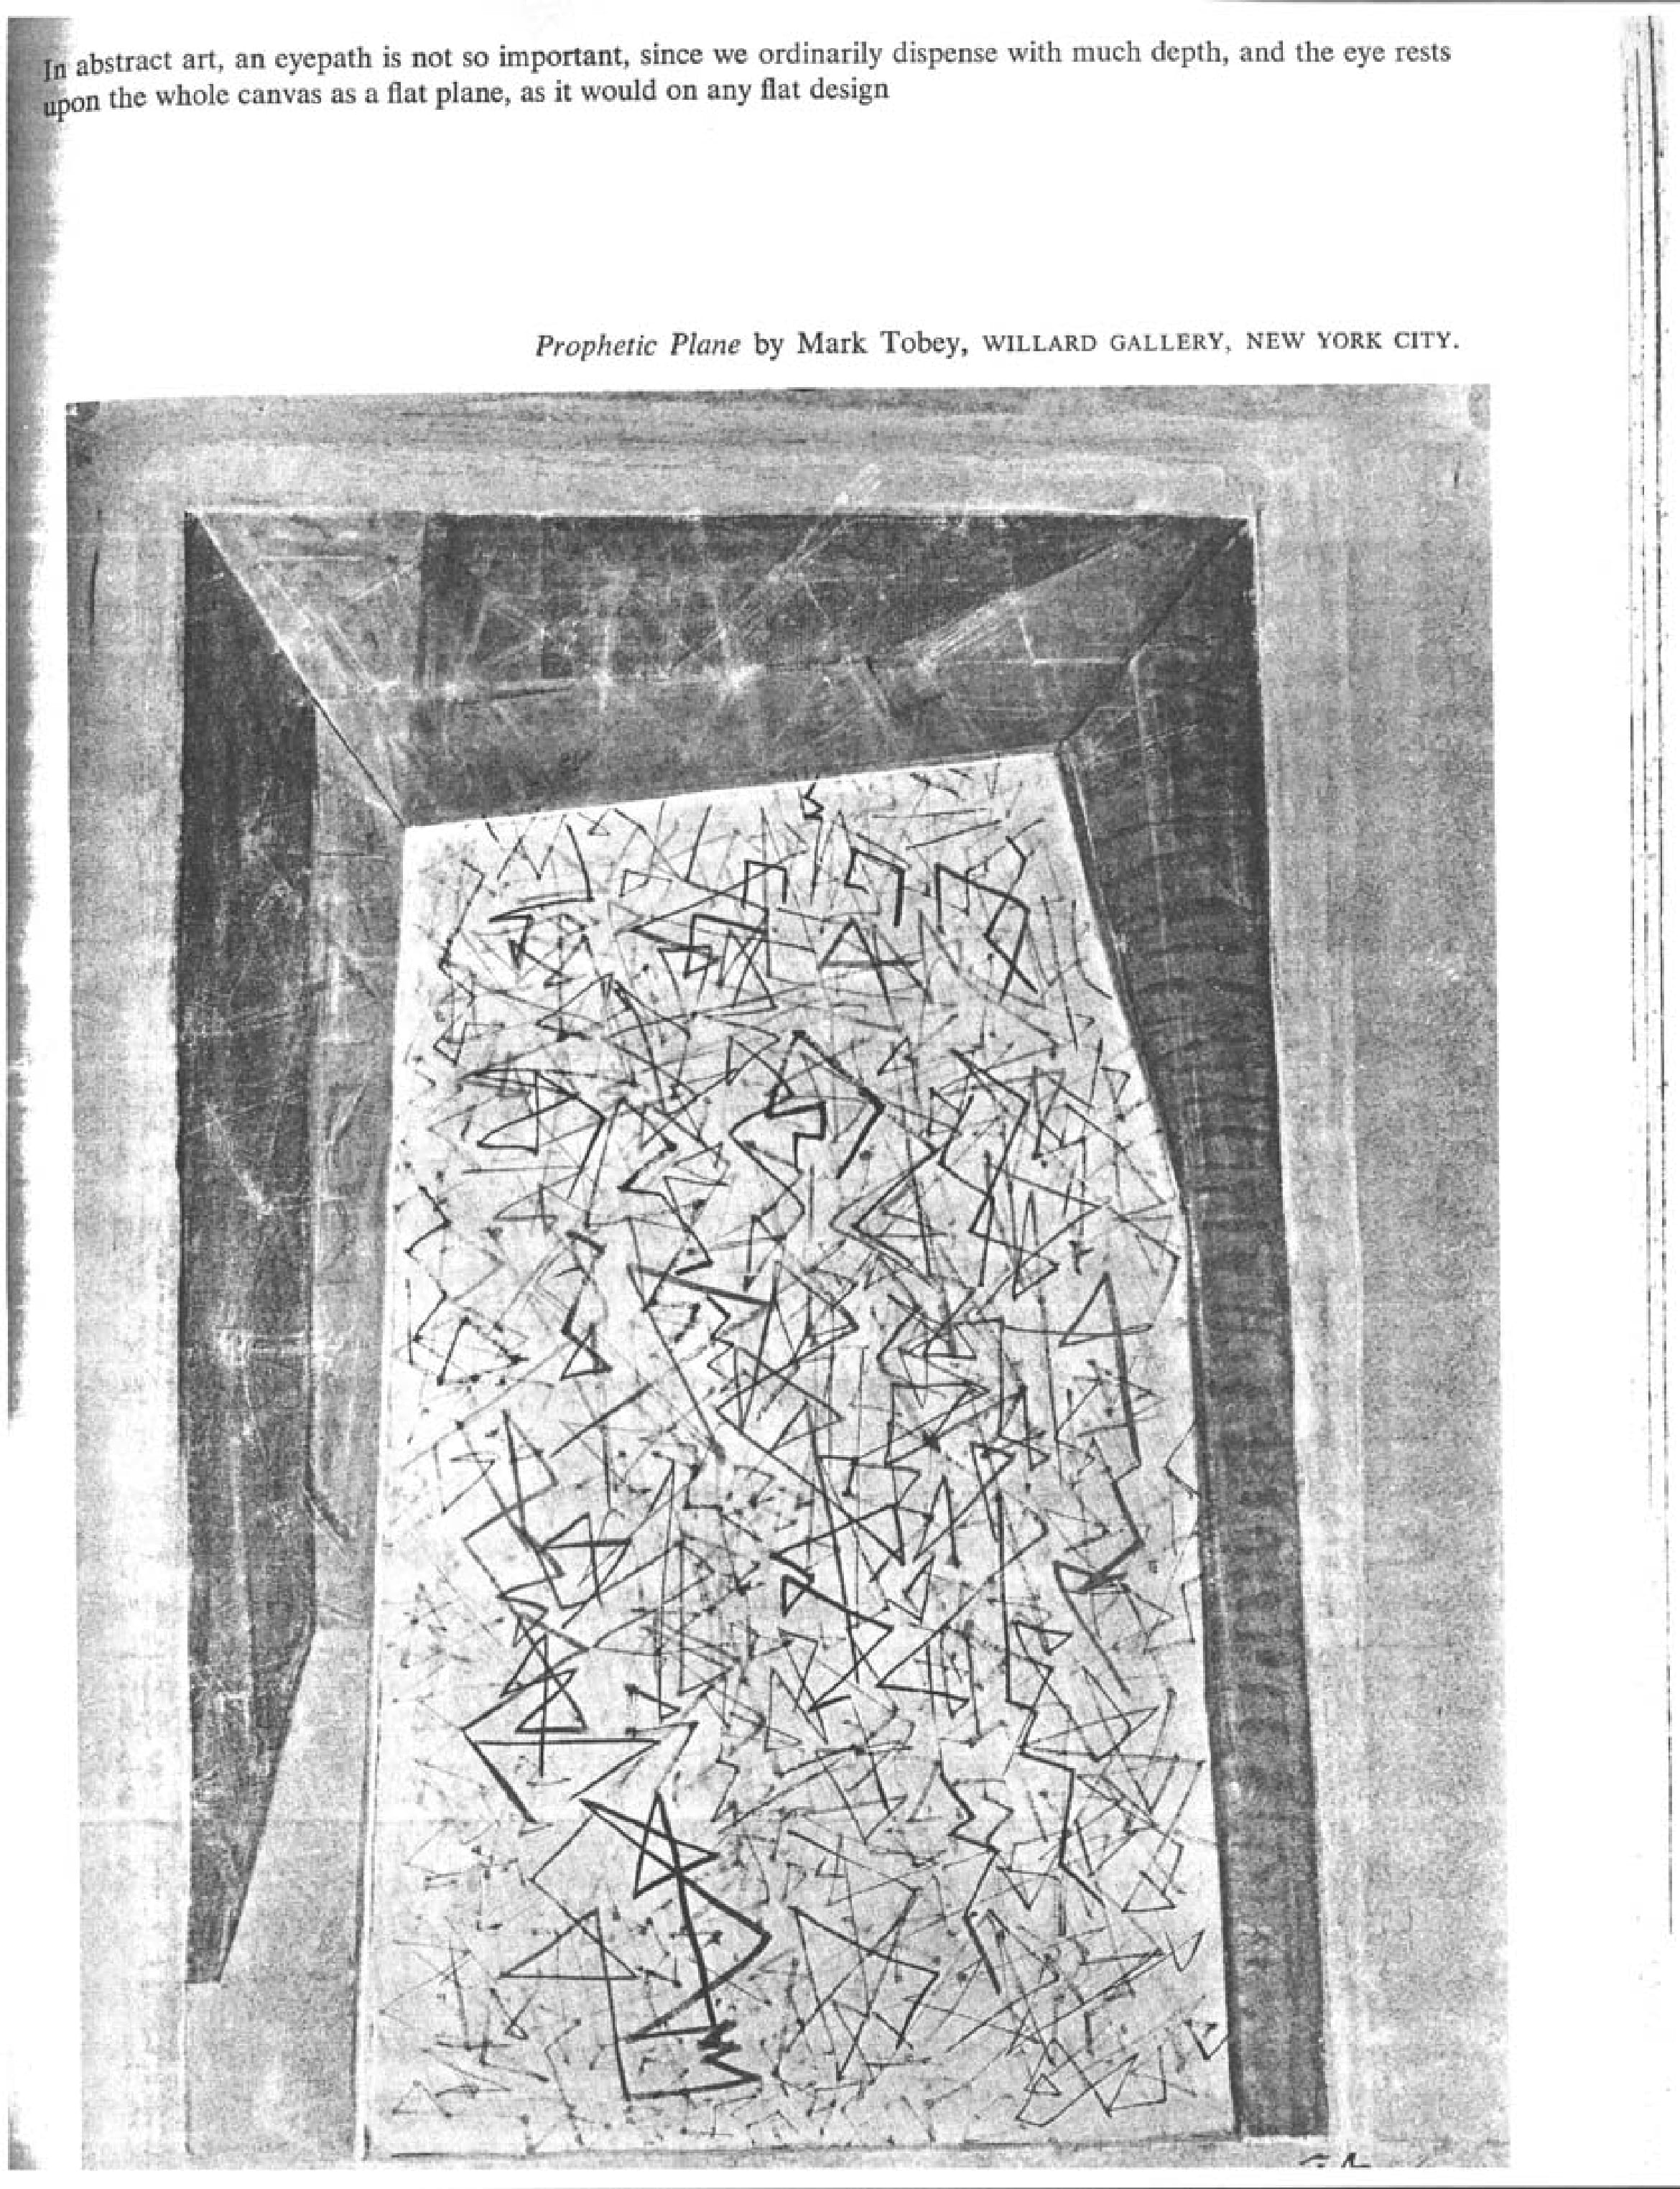 In abstract art, an eyepath is not so important, since we ordinarily dispense with much depth, and the eye rests
upon the whole canvas as a flat plane, as it would on any flat design
Prophetic Plane by Mark Tobey, WILLARD GALLERY, NEW YORK CITY.